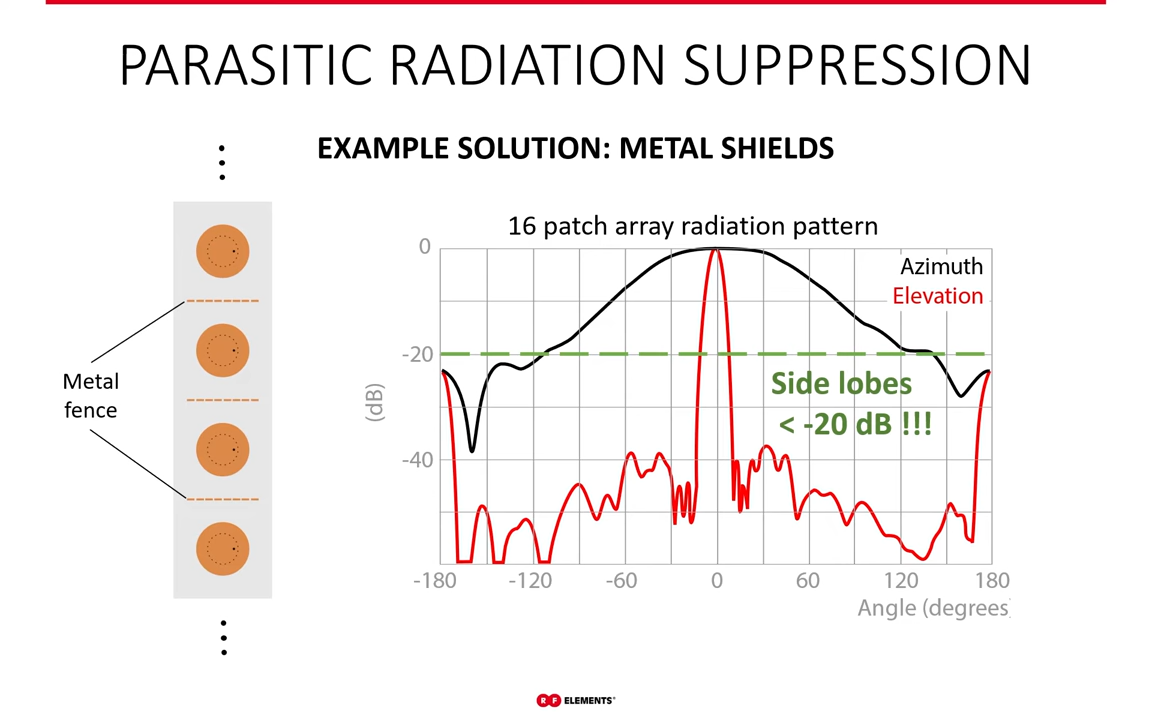 PARASITIC RADIATION SUPPRESSION
EXAMPLE SOLUTION: METAL SHIELDS
Metal
fence
16 patch array radiation pattern
Azimuth
Elevation
Side lobes
< -20 dB !!!
(dB)
0
-20
-40
-180 -120 -60 0 60 120 180
Angle (degrees)
RF ELEMENTS®